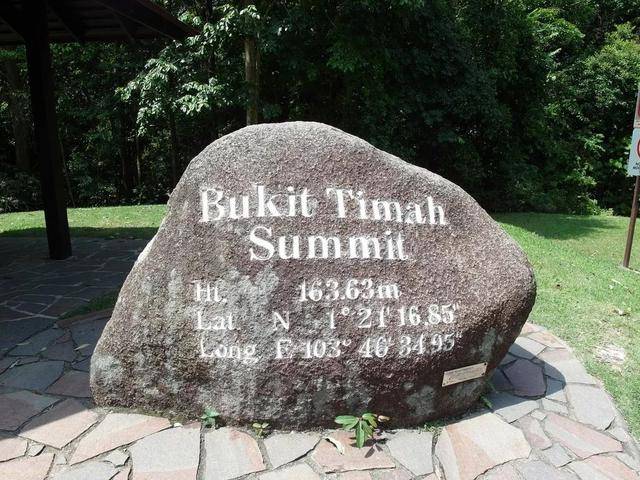 Bukit Timah
Summit
Ht. 163.63m
Lat. N 1° 21' 16.85"
Long E 103° 46' 34.95"